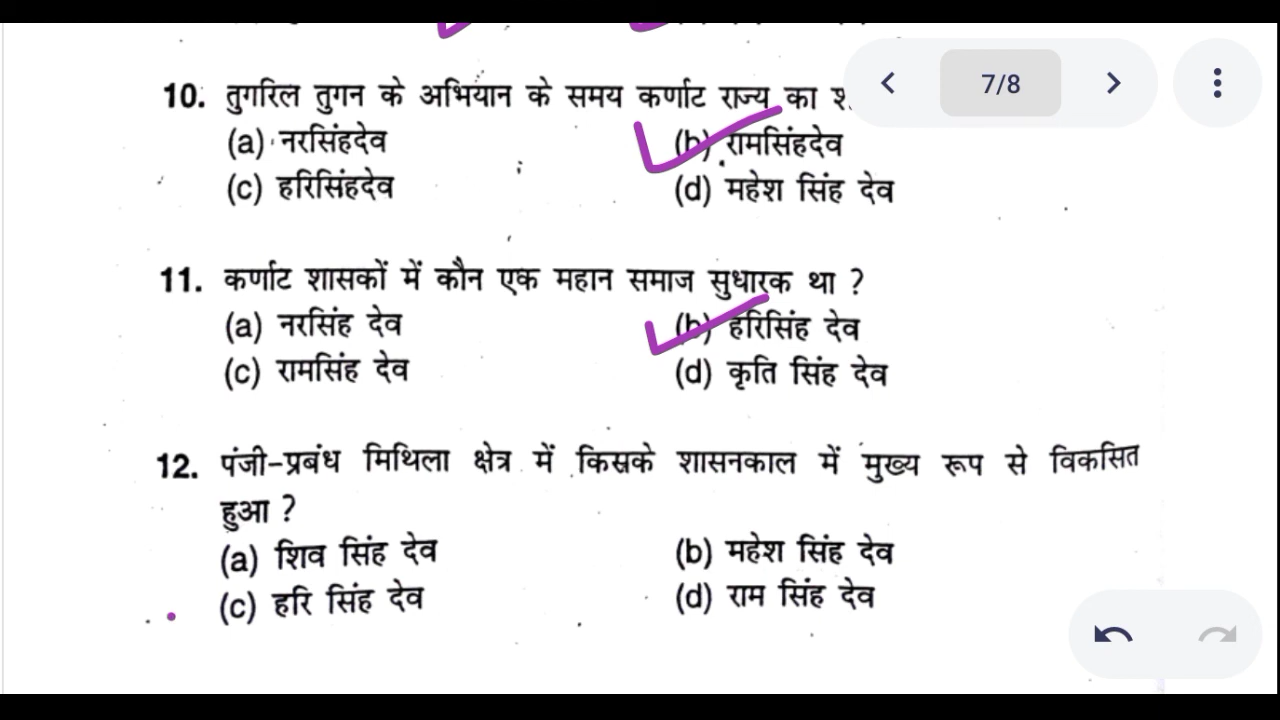 7/8
10. तुगरिल तुगन के अभियान के समय कर्णाट राज्य का
(a) नरसिंहदेव (b) रामसिंहदेव
(c) हरिसिंहदेव (d) महेश सिंह देव
11. कर्णाट शासकों में कौन एक महान समाज सुधारक था ?
(a) नरसिंह देव (b) हरिसिंह देव
(c) रामसिंह देव (d) कृति सिंह देव
12. पंजी-प्रबंध मिथिला क्षेत्र में किसके शासनकाल में मुख्य रूप से विकसित
हुआ ?
(a) शिव सिंह देव (b) महेश सिंह देव
(c) हरि सिंह देव (d) राम सिंह देव